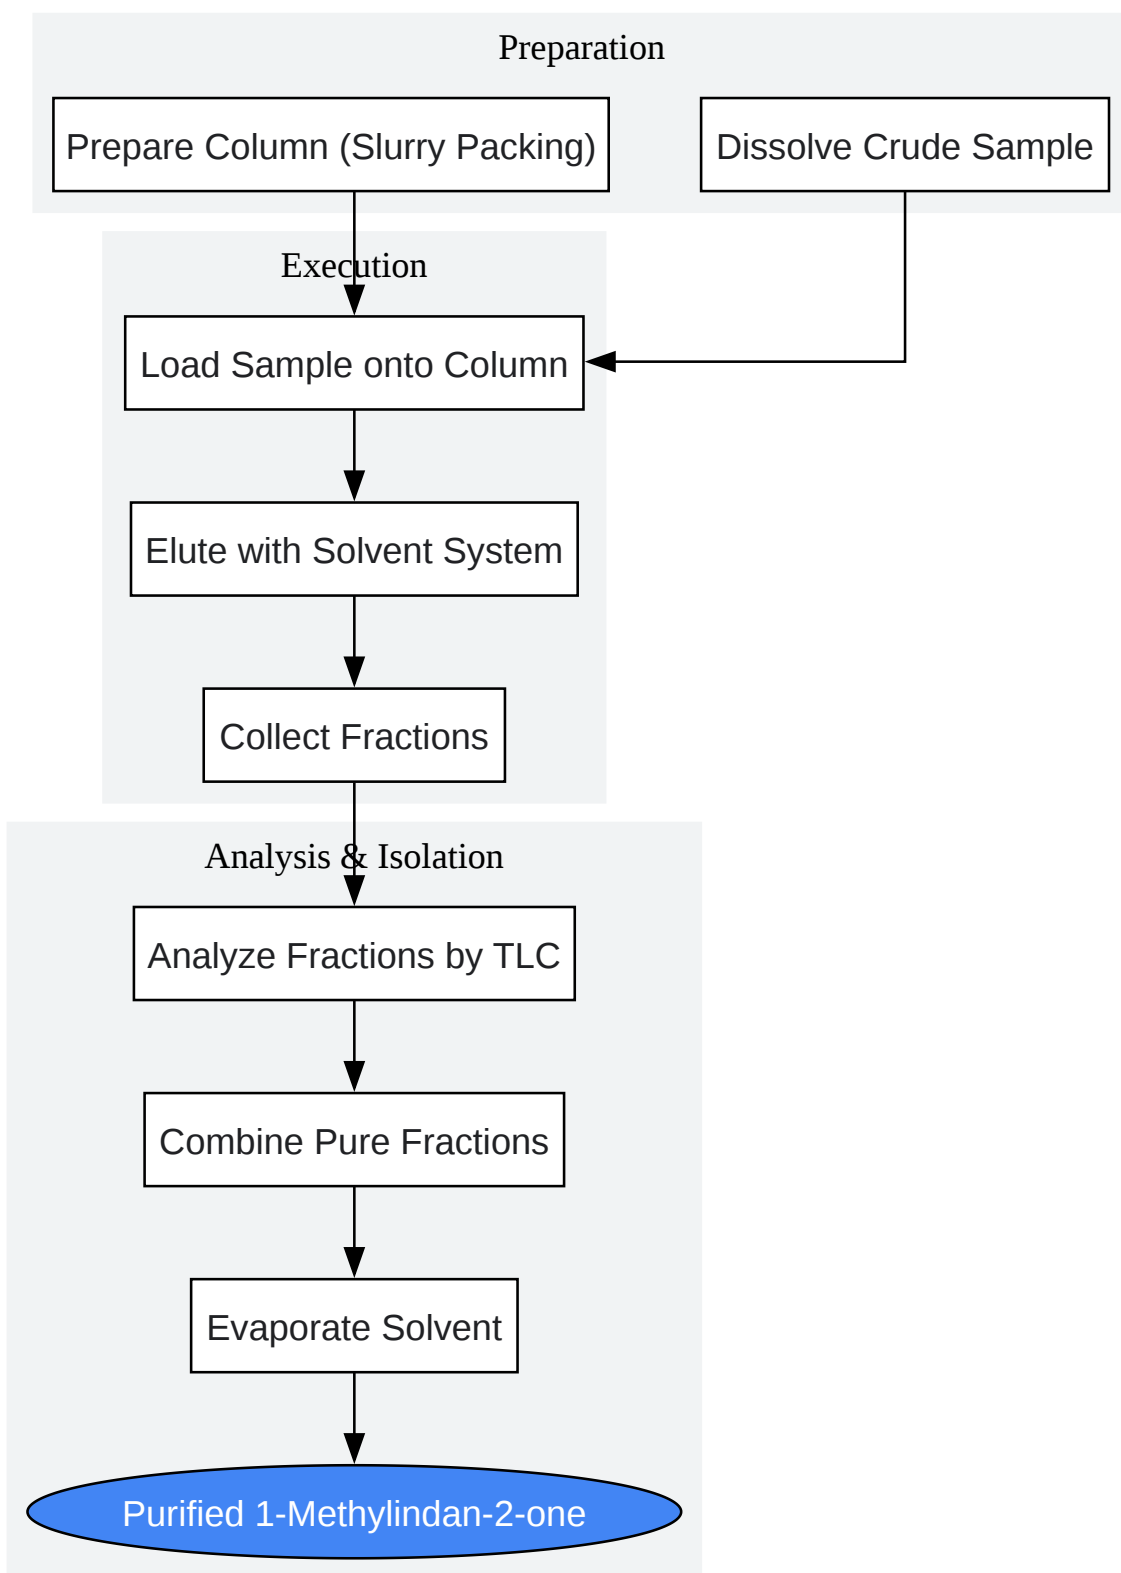 Preparation
Prepare Column (Slurry Packing)
Dissolve Crude Sample
Execution
Load Sample onto Column
Elute with Solvent System
Collect Fractions
Analysis & Isolation
Analyze Fractions by TLC
Combine Pure Fractions
Evaporate Solvent
Purified 1-Methylindan-2-one